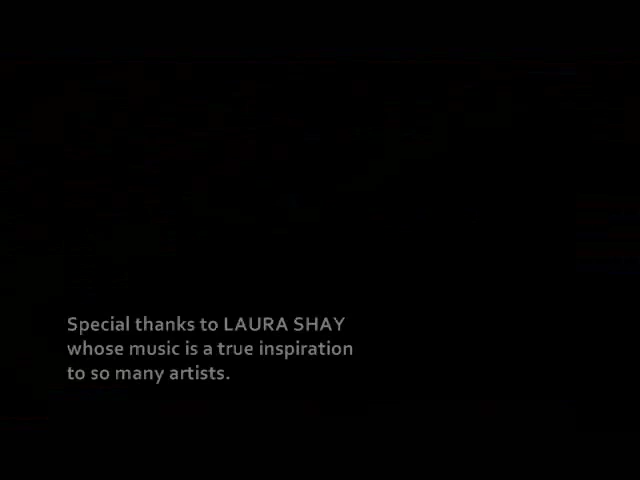 Special thanks to LAURA SHAY
whose music is a true inspiration
to so many artists.